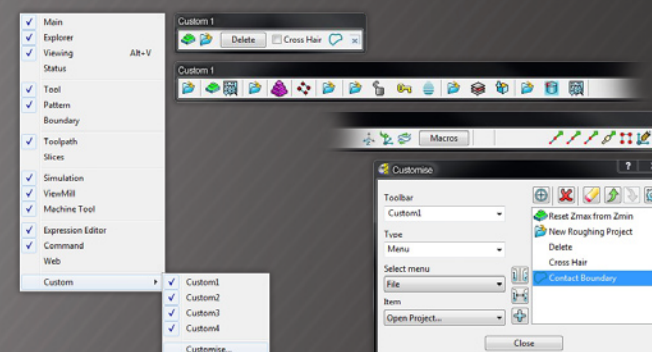 Main
Explorer
Viewing Alt+V
Status
Tool
Pattern
Boundary
Toolpath
Slices
Simulation
ViewMill
Machine Tool
Expression Editor
Command
Web
Custom
Custom1
Custom2
Custom3
Custom4
Customise...
Custom 1
Delete
Cross Hair
Custom 1
Macros
Customise
?
Toolbar
Custom1
Type
Menu
Select menu
File
Item
Open Project...
Reset Zmax from Zmin
New Roughing Project
Delete
Cross Hair
Contact Boundary
Close